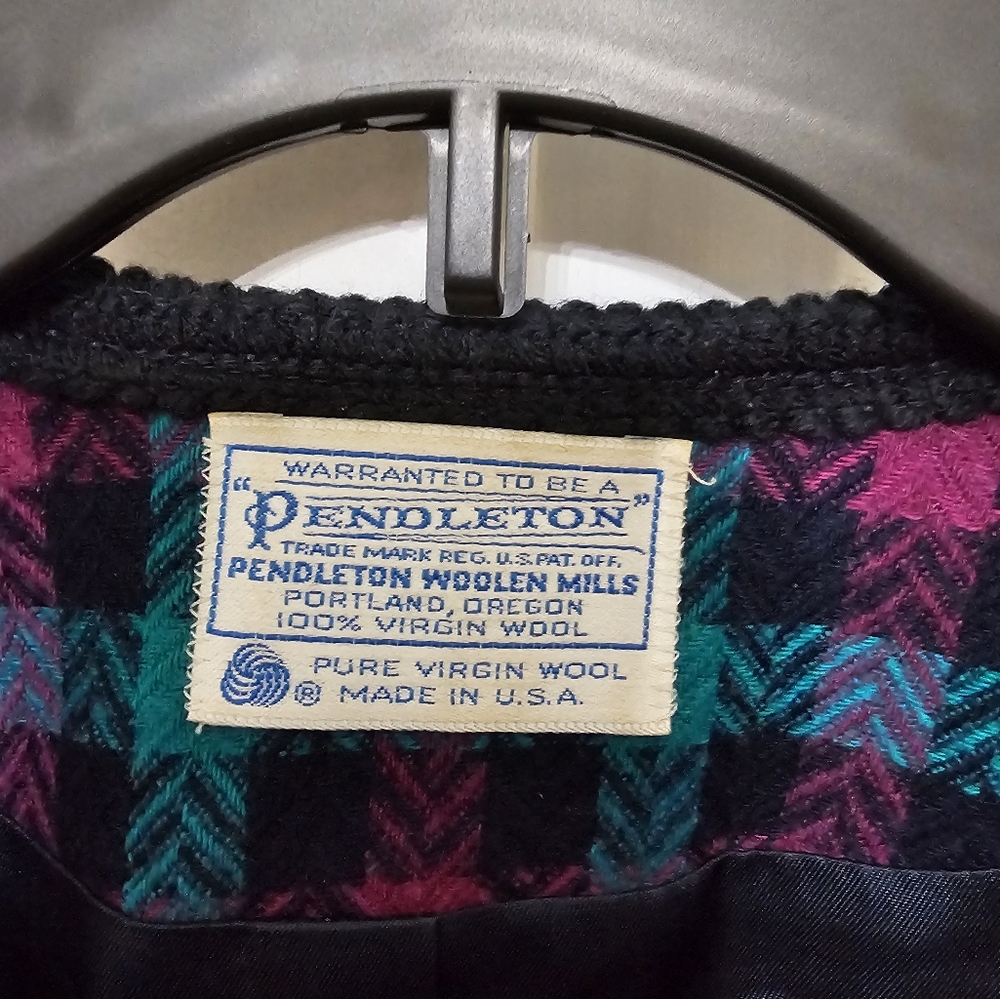 WARRANTED TO BE A
"PENDLETON"
TRADE MARK REG. U.S. PAT. OFF.
PENDLETON WOOLEN MILLS
PORTLAND, OREGON
100% VIRGIN WOOL
® PURE VIRGIN WOOL
MADE IN U.S.A.